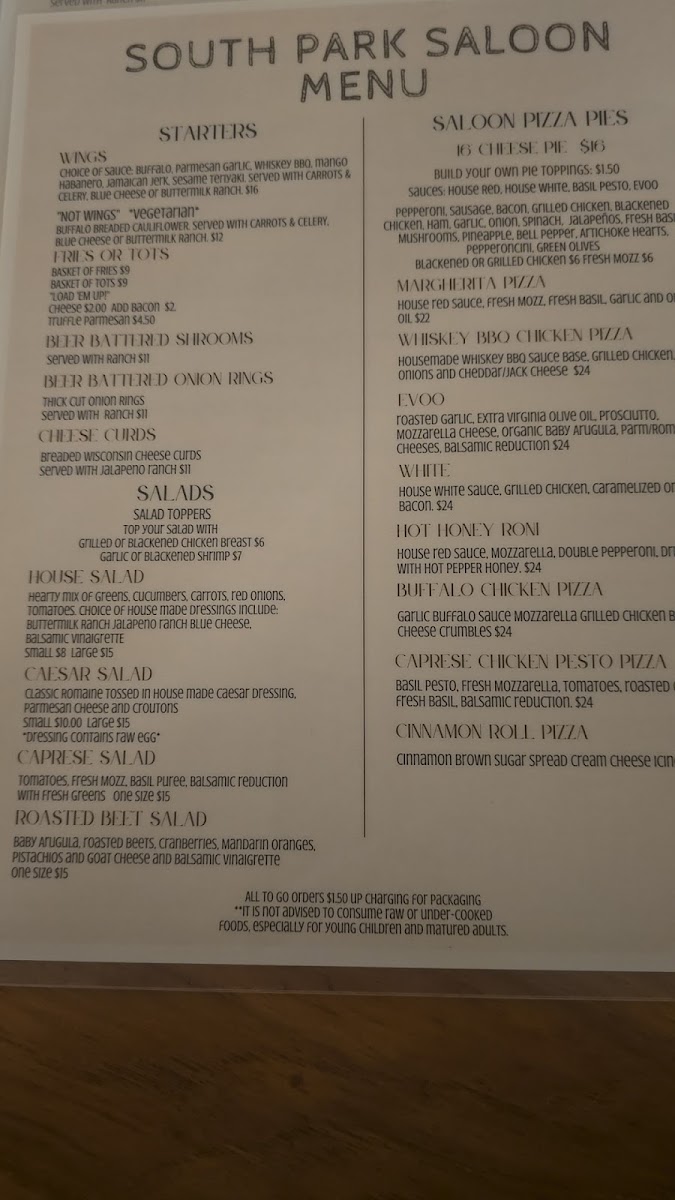 Served with Ranch
SOUTH PARK SALOON
MENU
STARTERS
WINGS
CHOICE OF SAUCE: BUFFALO, Parmesan Garlic, WHISKEY BBQ, Mango
Habanero, Jamaican Jerk, Sesame Teriyaki. Served WITH CARROTS &
CELERY, BLUE CHEESE Or BUTTERMILK RANCH. $16
"NOT WINGS" *Vegetarian*
BUFFALO BREADED CAULIFLOWER, Served WITH CARROTS & CELERY,
BLUE CHEESE Or BUTTERMILK RANCH. $12
FRIES OR TOTS
BASKET OF FRIES $9
BASKET OF TOTS $9
"LOAD 'EM UP!"
CHEESE $2.00 ADD BACON $2.
Truffle Parmesan $4.50
BEER BATTERED SHROOMS
Served WITH RANCH $11
BEER BATTERED ONION RINGS
THICK CUT ONION RINGS
Served WITH RANCH $11
CHEESE CURDS
Breaded Wisconsin Cheese Curds
Served WITH Jalapeno ranch $11
SALADS
SALAD TOPPERS
TOP YOUR SALAD WITH
Grilled Or Blackened Chicken Breast $6
Garlic Or Blackened Shrimp $7
HOUSE SALAD
Hearty Mix OF Greens, Cucumbers, Carrots, Red Onions,
Tomatoes. Choice OF House made Dressings Include:
Buttermilk Ranch Jalapeno Ranch Blue Cheese,
Balsamic Vinaigrette
Small $8 Large $15
CAESAR SALAD
Classic Romaine Tossed In House made Caesar Dressing,
Parmesan Cheese and Croutons
Small $10.00 Large $15
*Dressing Contains Raw Egg*
CAPRESE SALAD
Tomatoes, Fresh Mozz, Basil Puree, Balsamic Reduction
With Fresh Greens One Size $15
ROASTED BEET SALAD
Baby Arugula, Roasted Beets, Cranberries, Mandarin Oranges,
Pistachios and Goat Cheese and Balsamic Vinaigrette
One Size $15
SALOON PIZZA PIES
16 CHEESE PIE $16
BUILD YOUR OWN PIE TOPPINGS: $1.50
Sauces: House Red, House White, Basil Pesto, EVOO
Pepperoni, Sausage, Bacon, Grilled Chicken, Blackened
Chicken, Ham, Garlic, Onion, Spinach, Jalapeños, Fresh
Mushrooms, Pineapple, Bell Pepper, Artichoke Hearts,
Pepperoncini, Green Olives
Blackened Or Grilled Chicken $6 Fresh Mozz $6
MARGHERITA PIZZA
House Red Sauce, Fresh Mozz, Fresh Basil, Garlic and
Oil $22
WHISKEY BBQ CHICKEN PIZZA
Housemade Whiskey BBQ Sauce Base, Grilled Chicken,
Onions and Cheddar/Jack Cheese $24
EVOO
Roasted Garlic, Extra Virginia Olive Oil, Prosciutto,
Mozzarella Cheese, Organic Baby Arugula, Parm/Rom
Cheeses, Balsamic Reduction $24
WHITE
House White Sauce, Grilled Chicken, Caramelized
Bacon. $24
HOT HONEY RONI
House Red Sauce, Mozzarella, Double Pepperoni,
WITH HOT PEPPER Honey. $24
BUFFALO CHICKEN PIZZA
Garlic Buffalo Sauce Mozzarella Grilled Chicken
Cheese Crumbles $24
CAPRESE CHICKEN PESTO PIZZA
Basil Pesto, Fresh Mozzarella, Tomatoes, Roasted
Fresh Basil, Balsamic Reduction. $24
CINNAMON ROLL PIZZA
Cinnamon Brown Sugar Spread Cream Cheese
ALL TO GO Orders $1.50 UP Charging For Packaging
**IT IS NOT ADVISED TO CONSUME RAW OR UNDER-COOKED
FOODS, ESPECIALLY FOR YOUNG CHILDREN AND MATURED ADULTS.